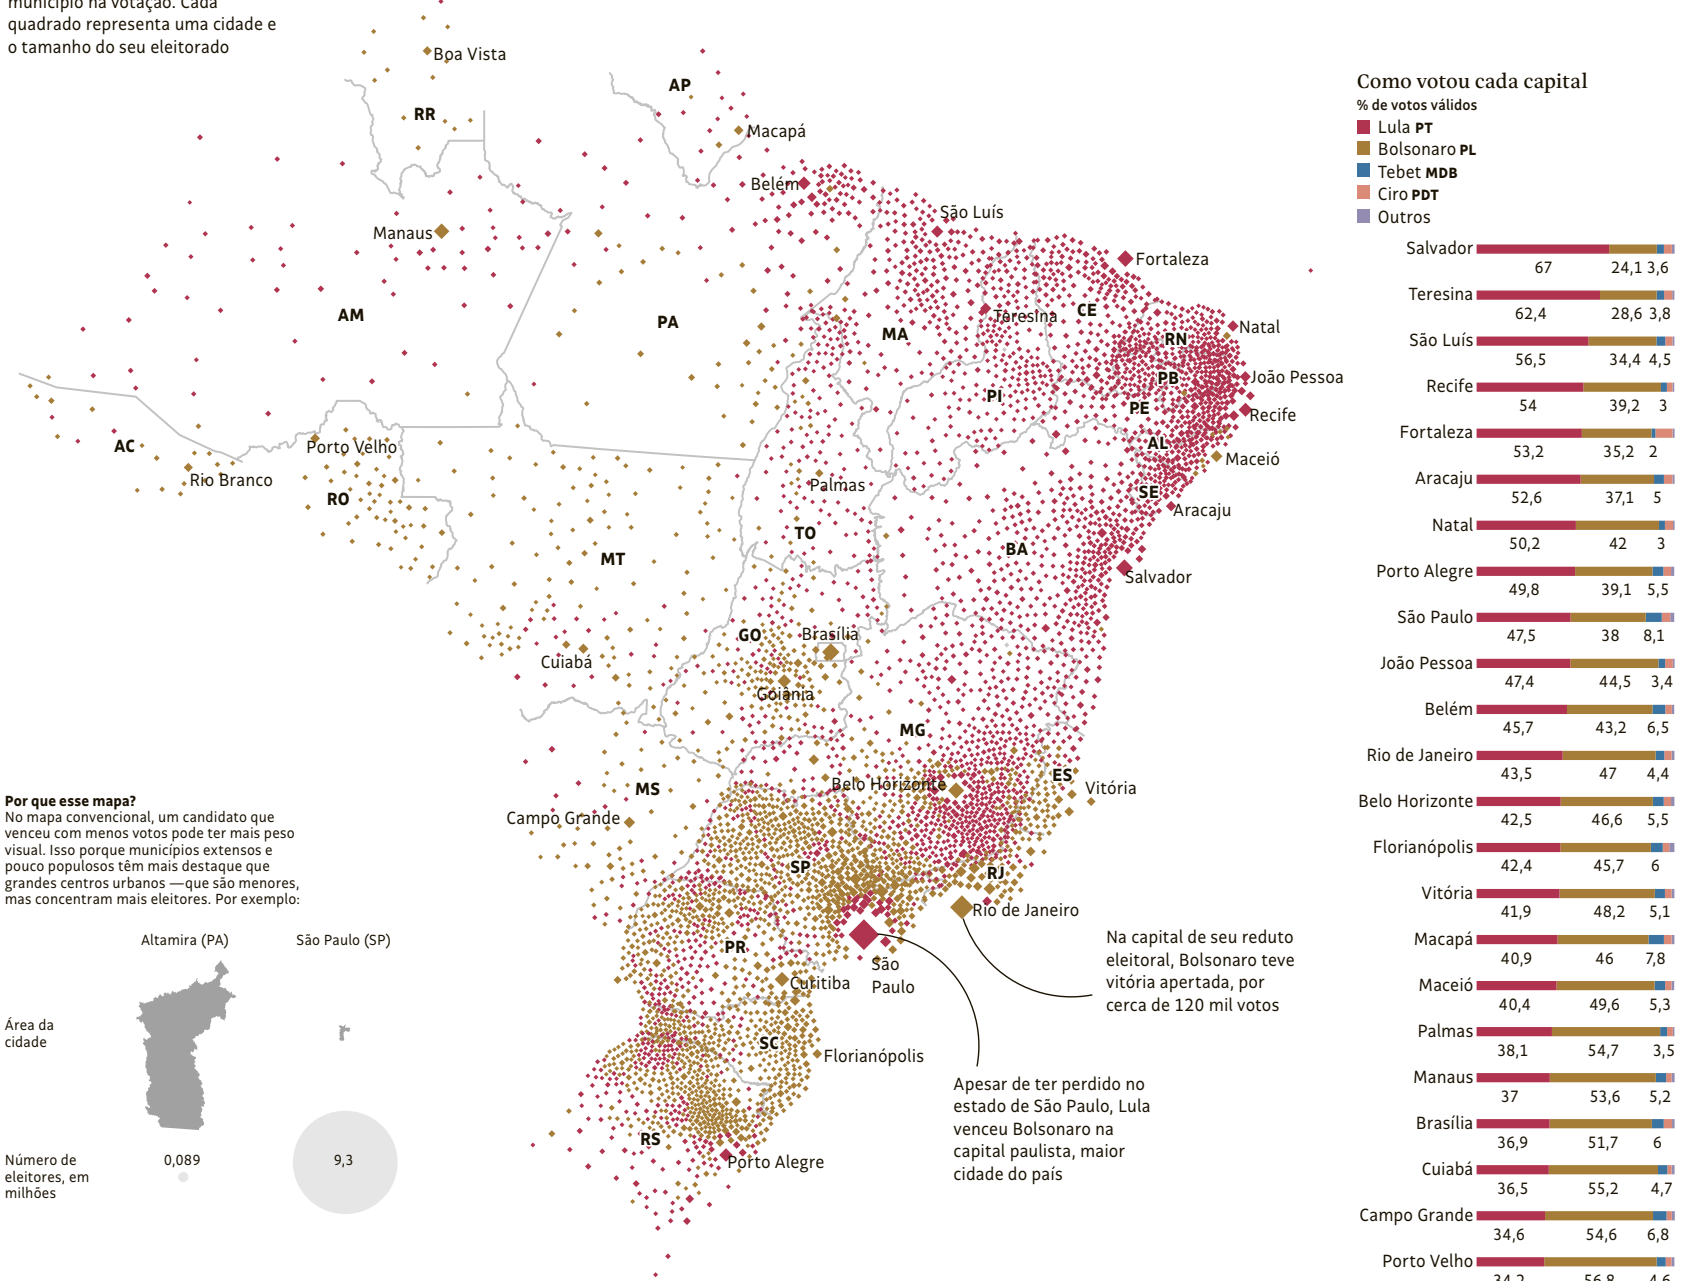 município na votação. Cada
quadrado representa uma cidade e
o tamanho do seu eleitorado
Boa Vista
RR
AP
Macapá
Belém
São Luís
Manaus
Fortaleza
AM
PA
MA
Teresina
CE
RN
Natal
PB
João Pessoa
PI
PE
Recife
AC
Porto Velho
AL
Maceió
Rio Branco
RO
Palmas
SE
Aracaju
TO
MT
BA
Salvador
GO
Brasília
Cuiabá
Goiânia
MG
MS
Belo Horizonte
ES
Vitória
Campo Grande
SP
RJ
Rio de Janeiro
PR
São
Paulo
Curitiba
SC
Florianópolis
RS
Porto Alegre
Na capital de seu reduto
eleitoral, Bolsonaro teve
vitória apertada, por
cerca de 120 mil votos
Apesar de ter perdido no
estado de São Paulo, Lula
venceu Bolsonaro na
capital paulista, maior
cidade do país
Por que esse mapa?
No mapa convencional, um candidato que
venceu com menos votos pode ter mais peso
visual. Isso porque municípios extensos e
pouco populosos têm mais destaque que
grandes centros urbanos —que são menores,
mas concentram mais eleitores. Por exemplo:
Altamira (PA)
São Paulo (SP)
Área da
cidade
Número de
eleitores, em
milhões
0,089
9,3
Como votou cada capital
% de votos válidos
Lula PT
Bolsonaro PL
Tebet MDB
Ciro PDT
Outros
Salvador
67 24,1 3,6
Teresina
62,4 28,6 3,8
São Luís
56,5 34,4 4,5
Recife
54 39,2 3
Fortaleza
53,2 35,2 2
Aracaju
52,6 37,1 5
Natal
50,2 42 3
Porto Alegre
49,8 39,1 5,5
São Paulo
47,5 38 8,1
João Pessoa
47,4 44,5 3,4
Belém
45,7 43,2 6,5
Rio de Janeiro
43,5 47 4,4
Belo Horizonte
42,5 46,6 5,5
Florianópolis
42,4 45,7 6
Vitória
41,9 48,2 5,1
Macapá
40,9 46 7,8
Maceió
40,4 49,6 5,3
Palmas
38,1 54,7 3,5
Manaus
37 53,6 5,2
Brasília
36,9 51,7 6
Cuiabá
36,5 55,2 4,7
Campo Grande
34,6 54,6 6,8
Porto Velho
34,2 56,8 4,6